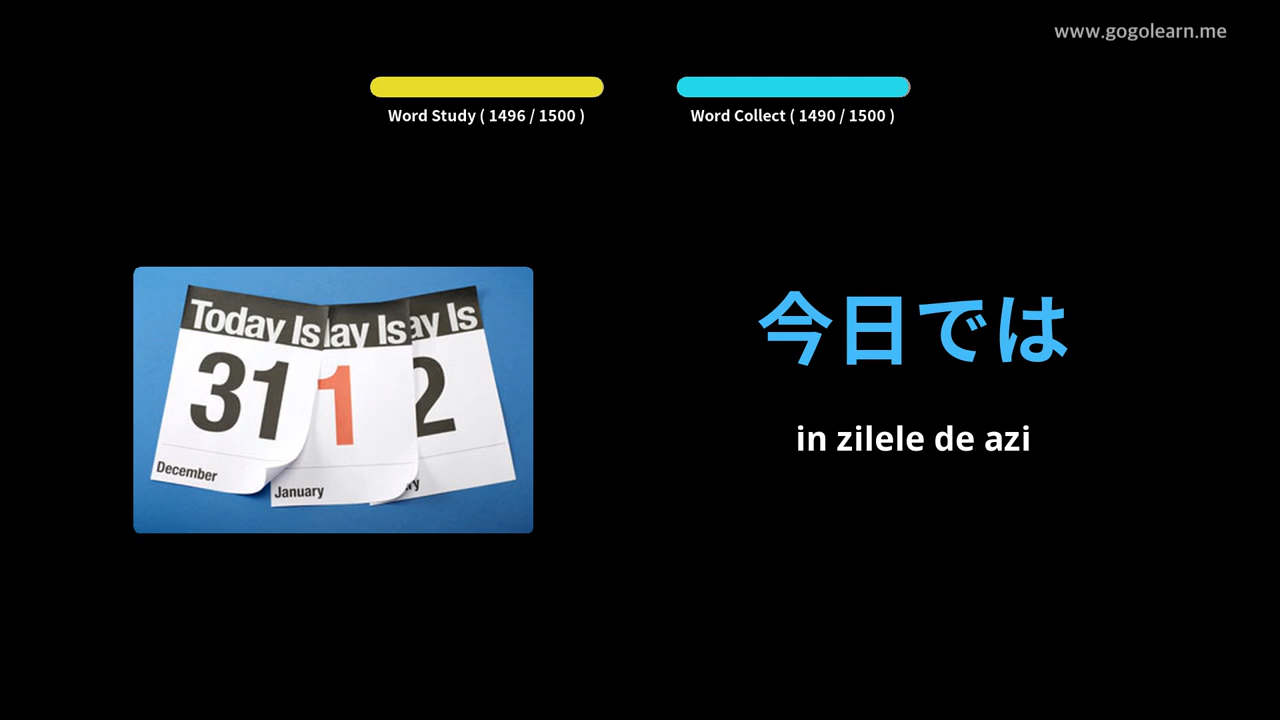 www.gogolearn.me
Word Study ( 1496 / 1500 )
Word Collect ( 1490 / 1500 )
今日では
in zilele de azi
Today Is
ay Is
ay Is
31
1
2
December
January